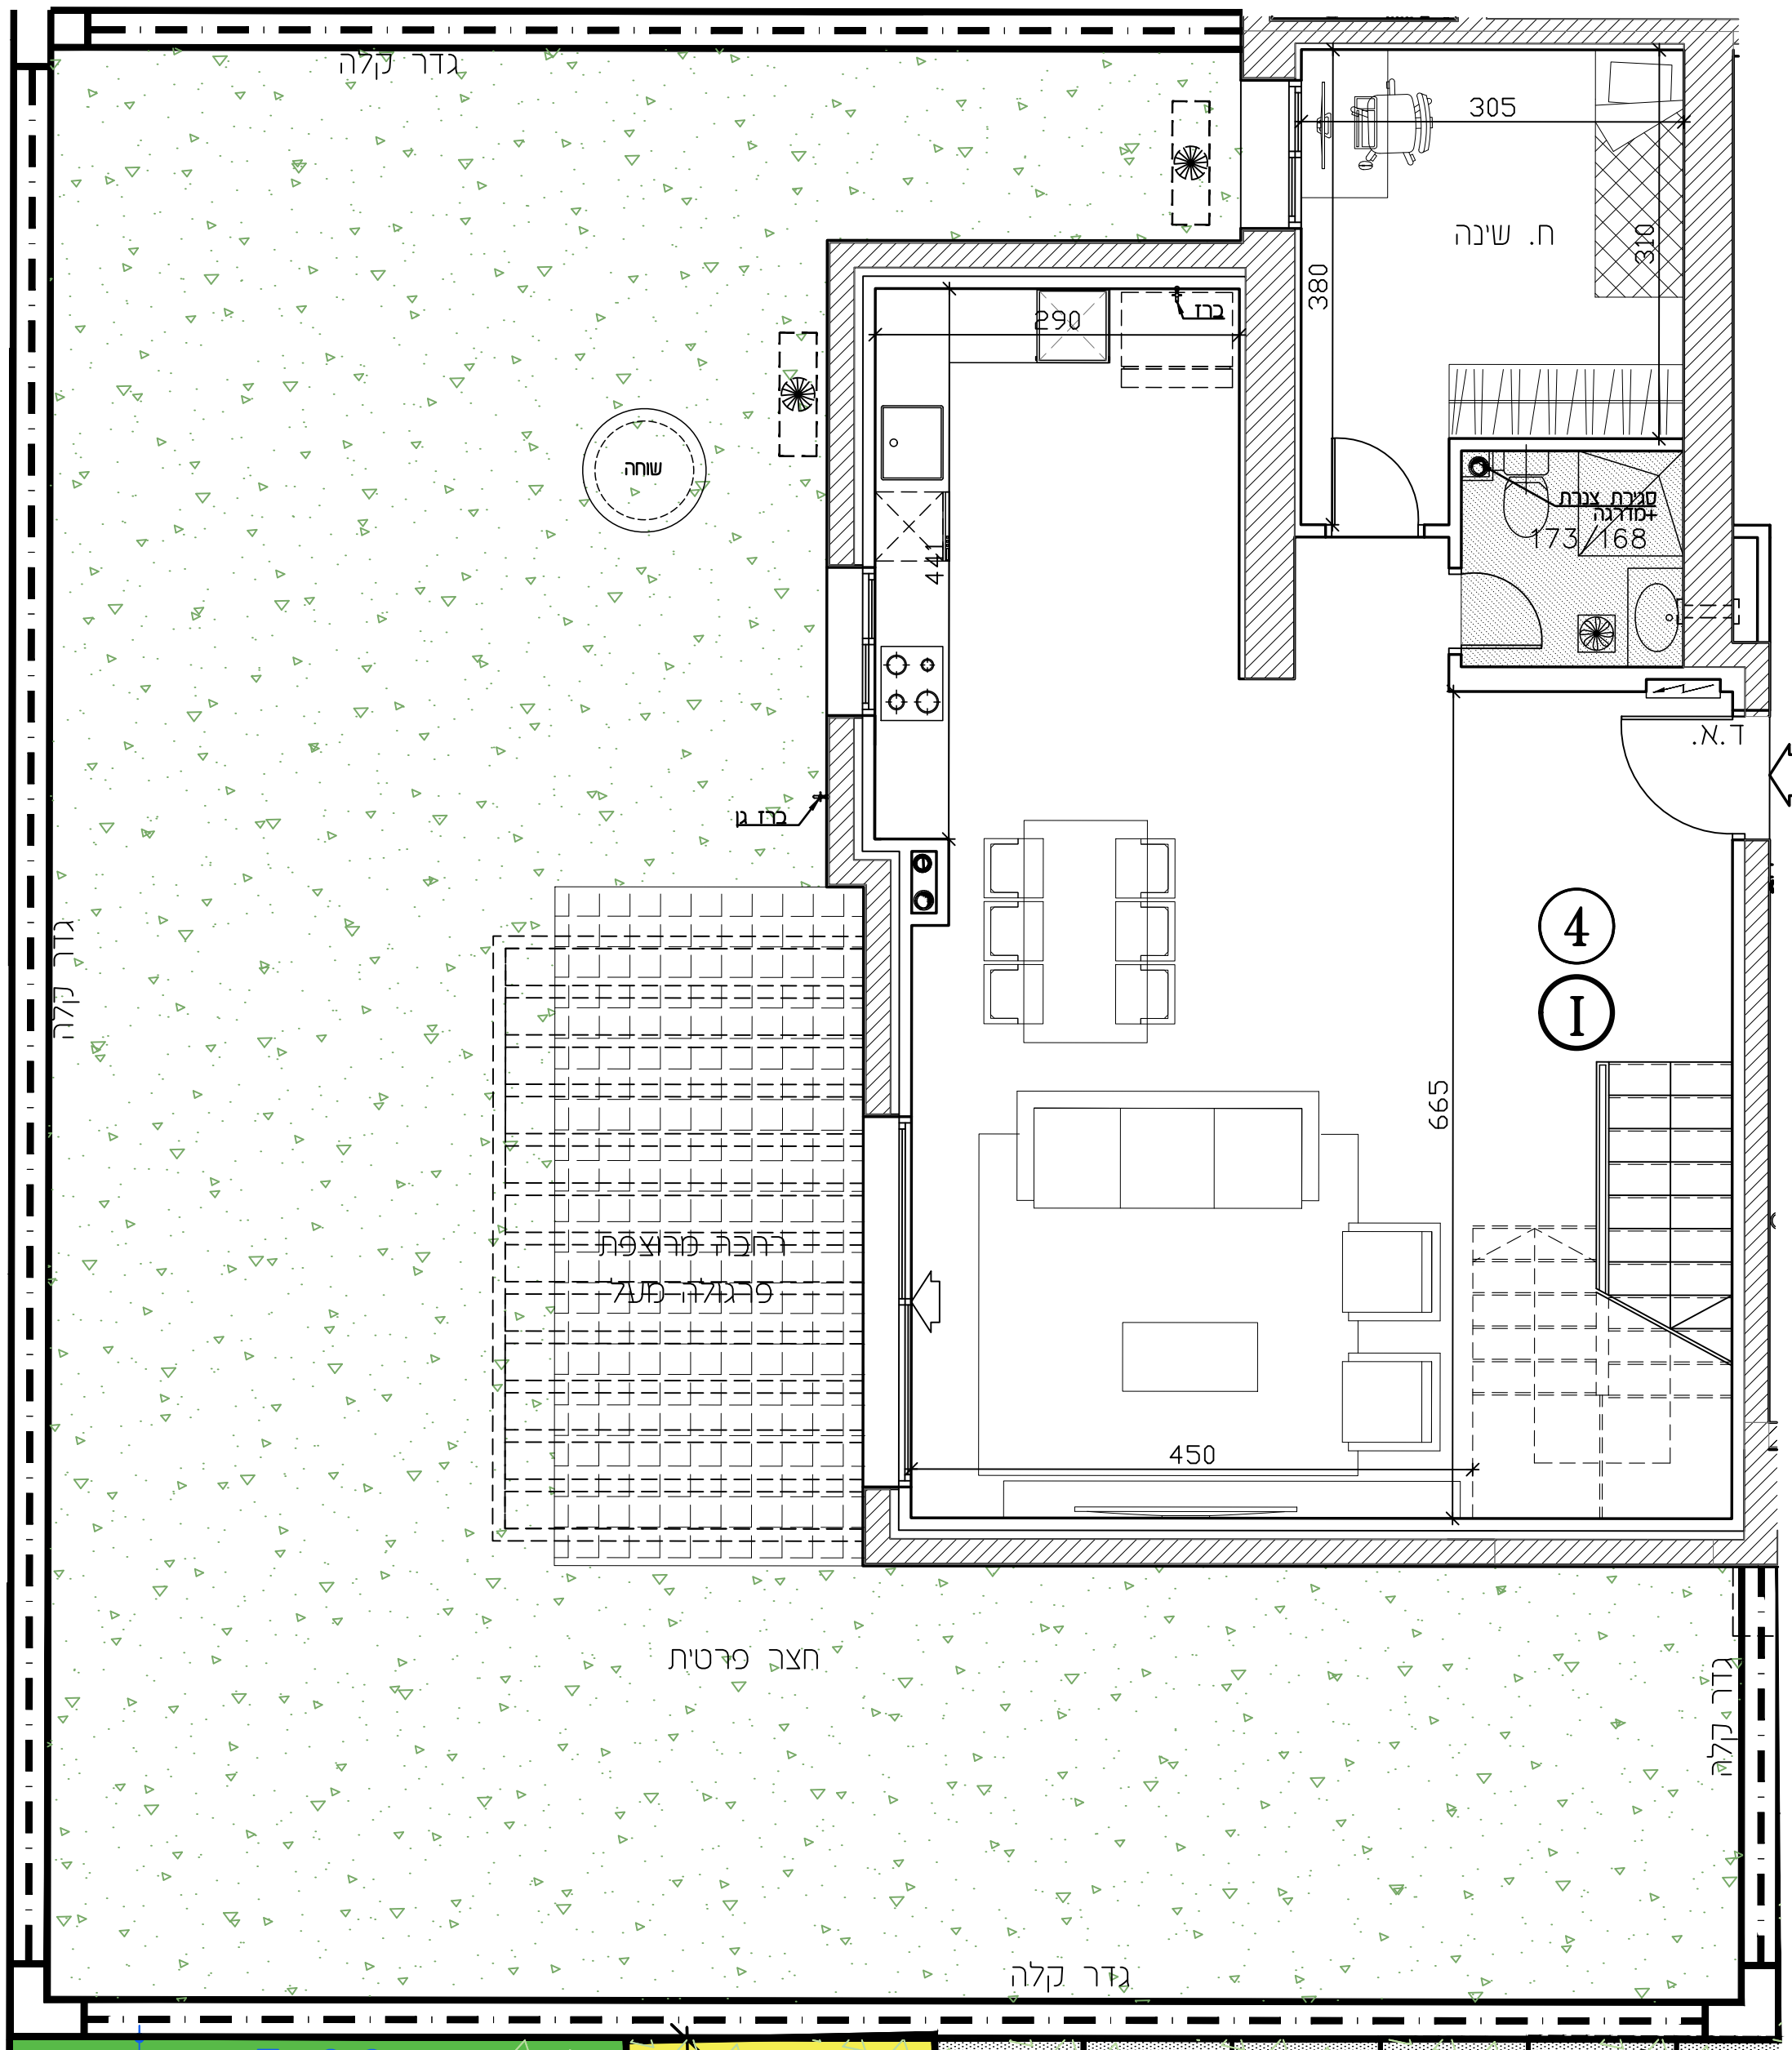 גדר קלה
305
ח. שינה
310
380
290
ברז
שוחה
441
סגירת צנרת
+מדרגה
173/168
ד.א.
ברז גן
4
I
גדר קלה
665
רחבה מרוצפת
פרגולה מעל
450
חצר פרטית
גדר קלה
גדר קלה